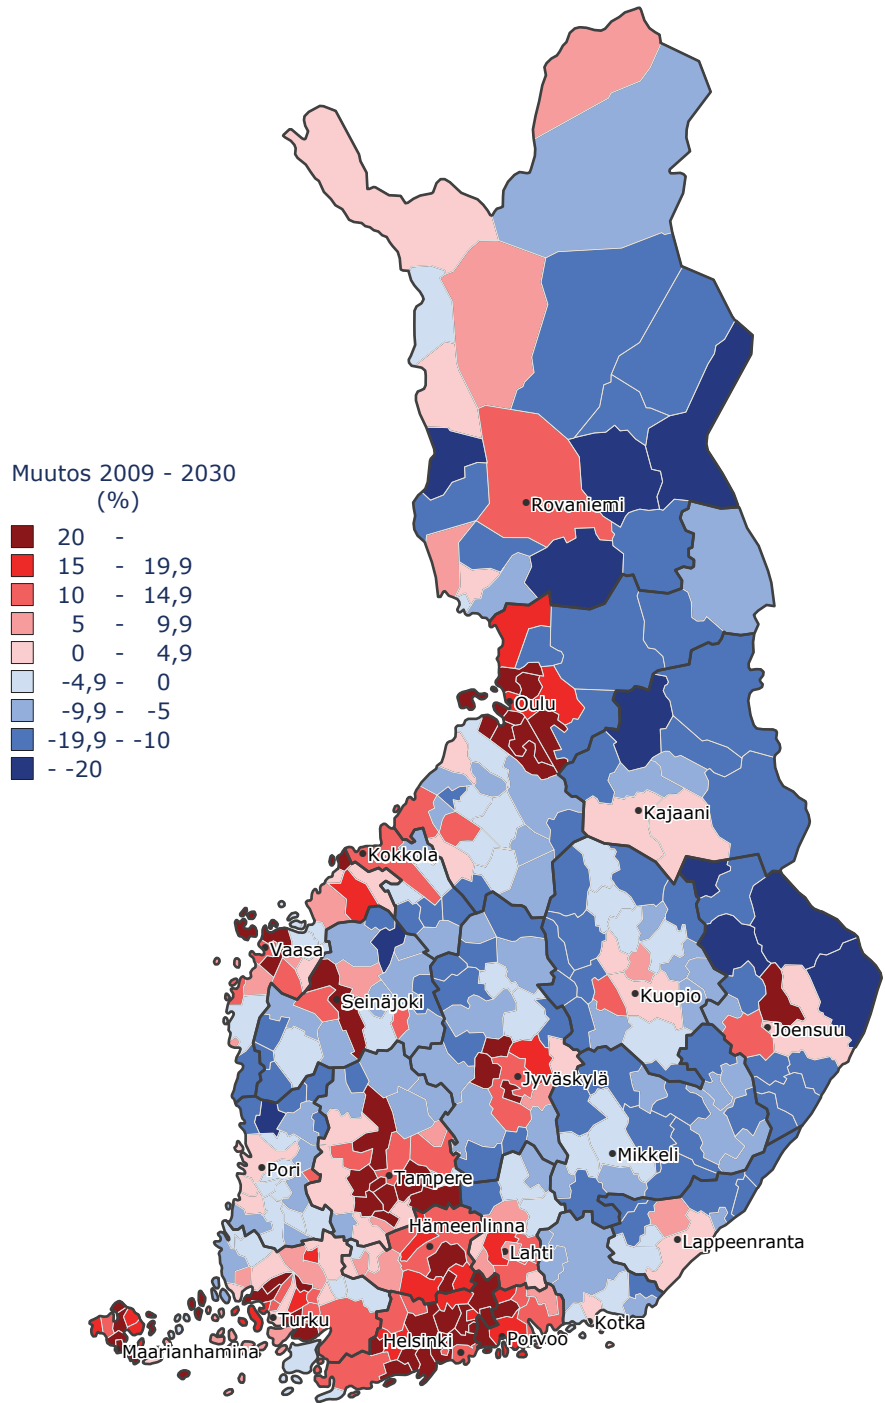 Muutos 2009 - 2030
(%)
20 -
15 - 19,9
10 - 14,9
5 - 9,9
0 - 4,9
-4,9 - 0
-9,9 - -5
-19,9 - -10
- -20
Rovaniemi
Oulu
Kajaani
Kokkola
Vaasa
Seinäjoki
Kuopio
Joensuu
Jyväskylä
Mikkeli
Pori
Tampere
Hämeenlinna
Lahti
Lappeenranta
Turku
Kotka
Helsinki
Porvoo
Maarianhamina